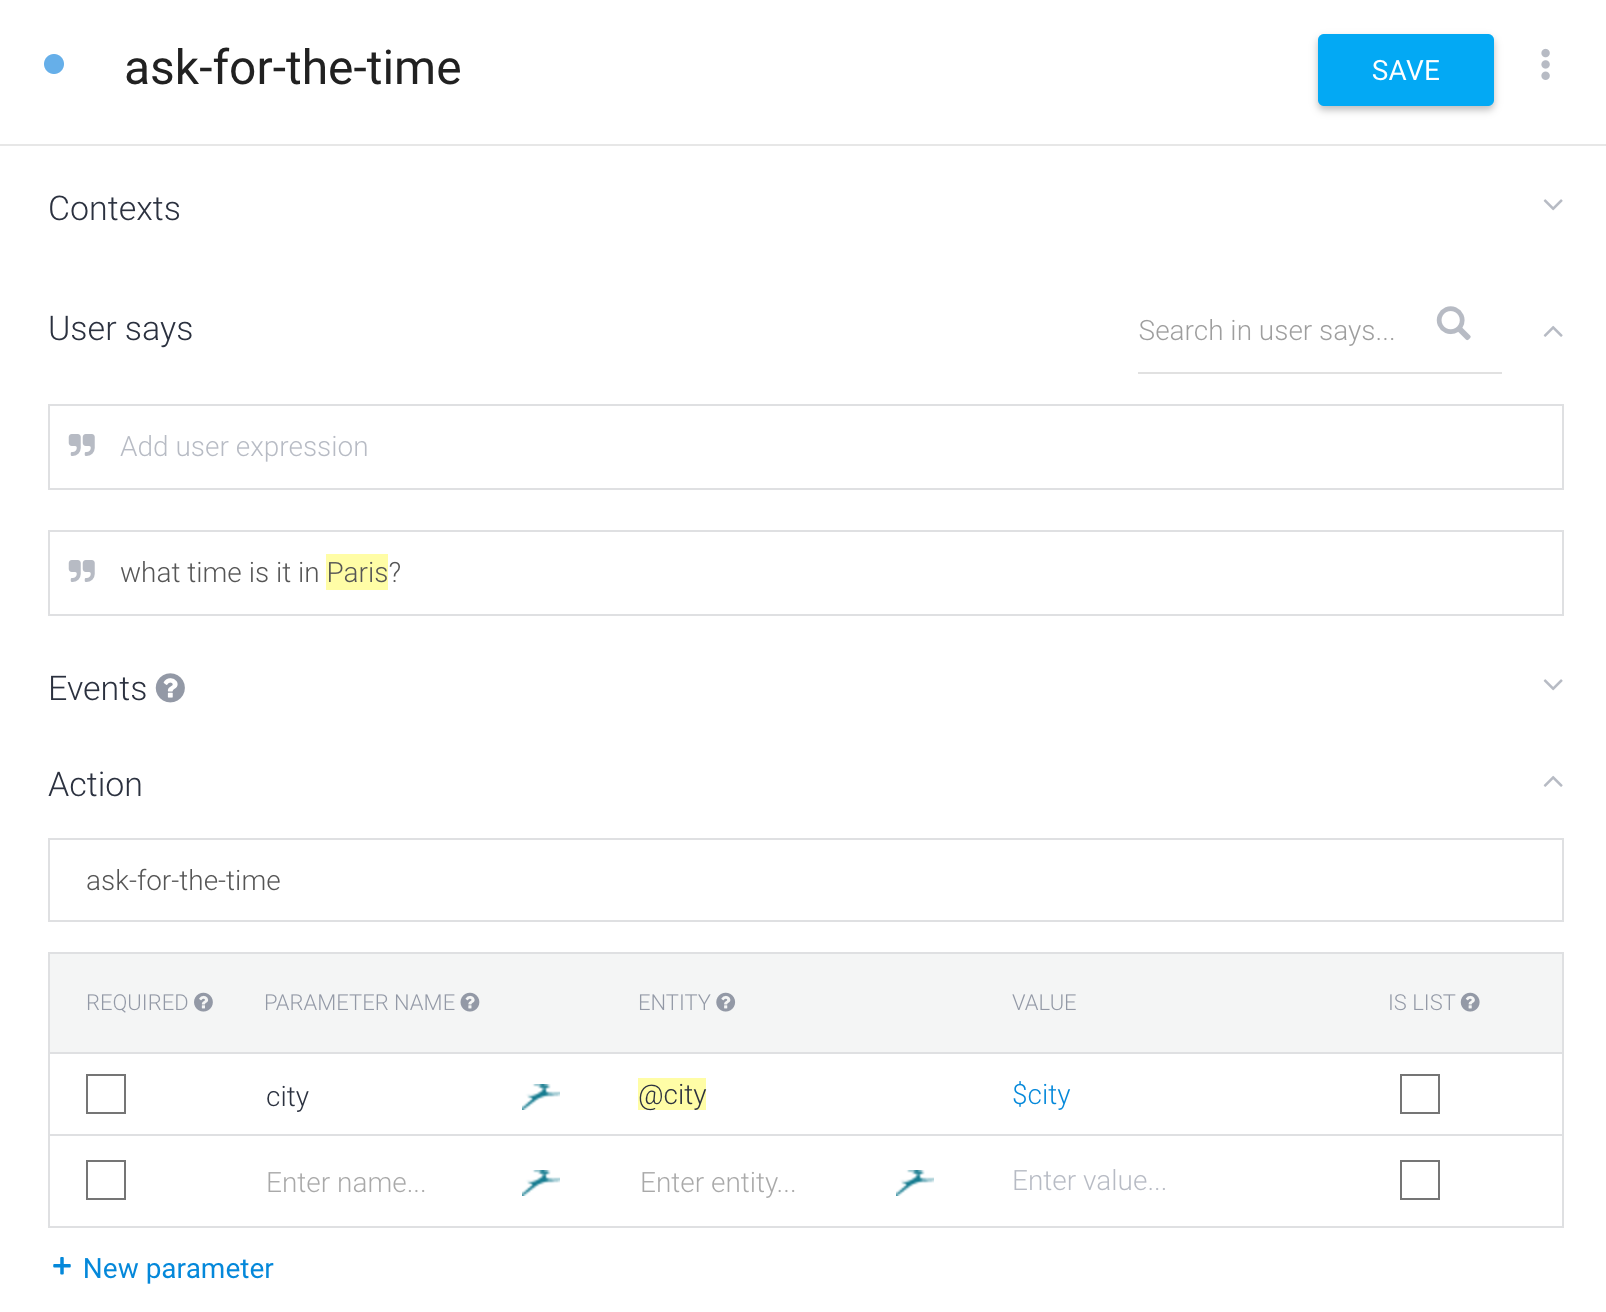 ask-for-the-time
SAVE
Contexts
User says
Search in user says...
Add user expression
what time is it in Paris?
Events
Action
ask-for-the-time
REQUIRED PARAMETER NAME ENTITY VALUE IS LIST
city @city $city
Enter name... Enter entity... Enter value...
+ New parameter